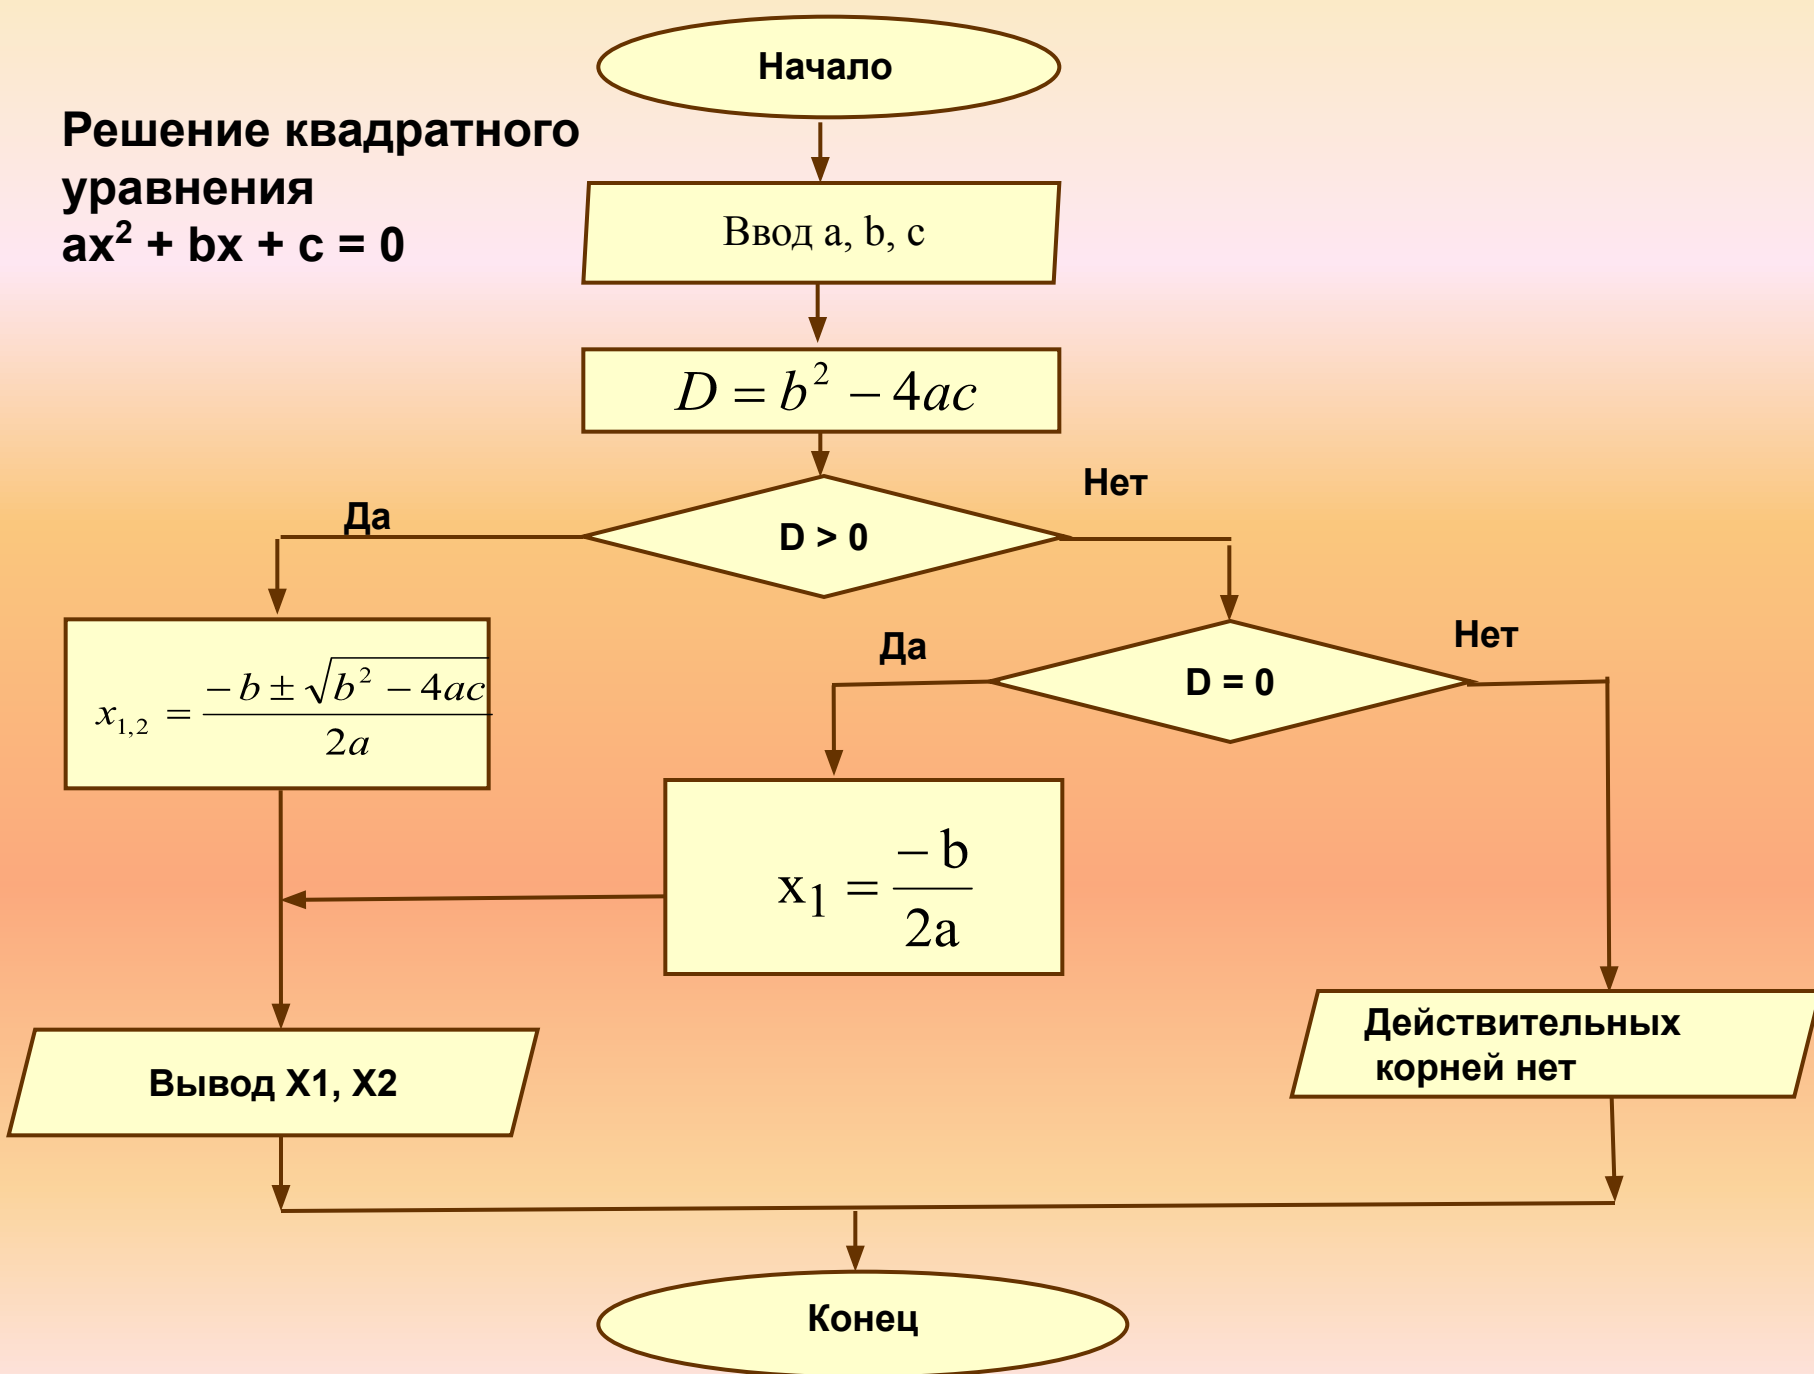 Начало
Решение квадратного
уравнения
ax² + bx + c = 0
Ввод a, b, c
D = b² − 4ac
Да
Нет
D > 0
Да
Нет
D = 0
x₁,₂ = (−b ± √(b² − 4ac)) / 2a
x₁ = −b / 2a
Действительных
корней нет
Вывод X1, X2
Конец